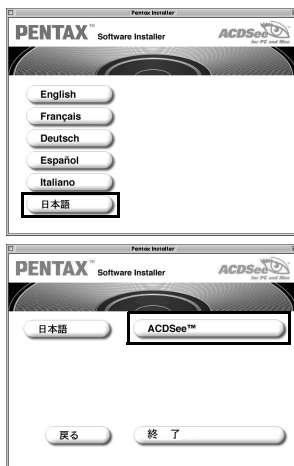 Pentax Installer
PENTAX™ Software Installer
ACDSee
for PC and Mac
English
Français
Deutsch
Español
Italiano
日本語
Pentax Installer
PENTAX™ Software Installer
ACDSee
for PC and Mac
日本語
ACDSee™
戻る
終 了